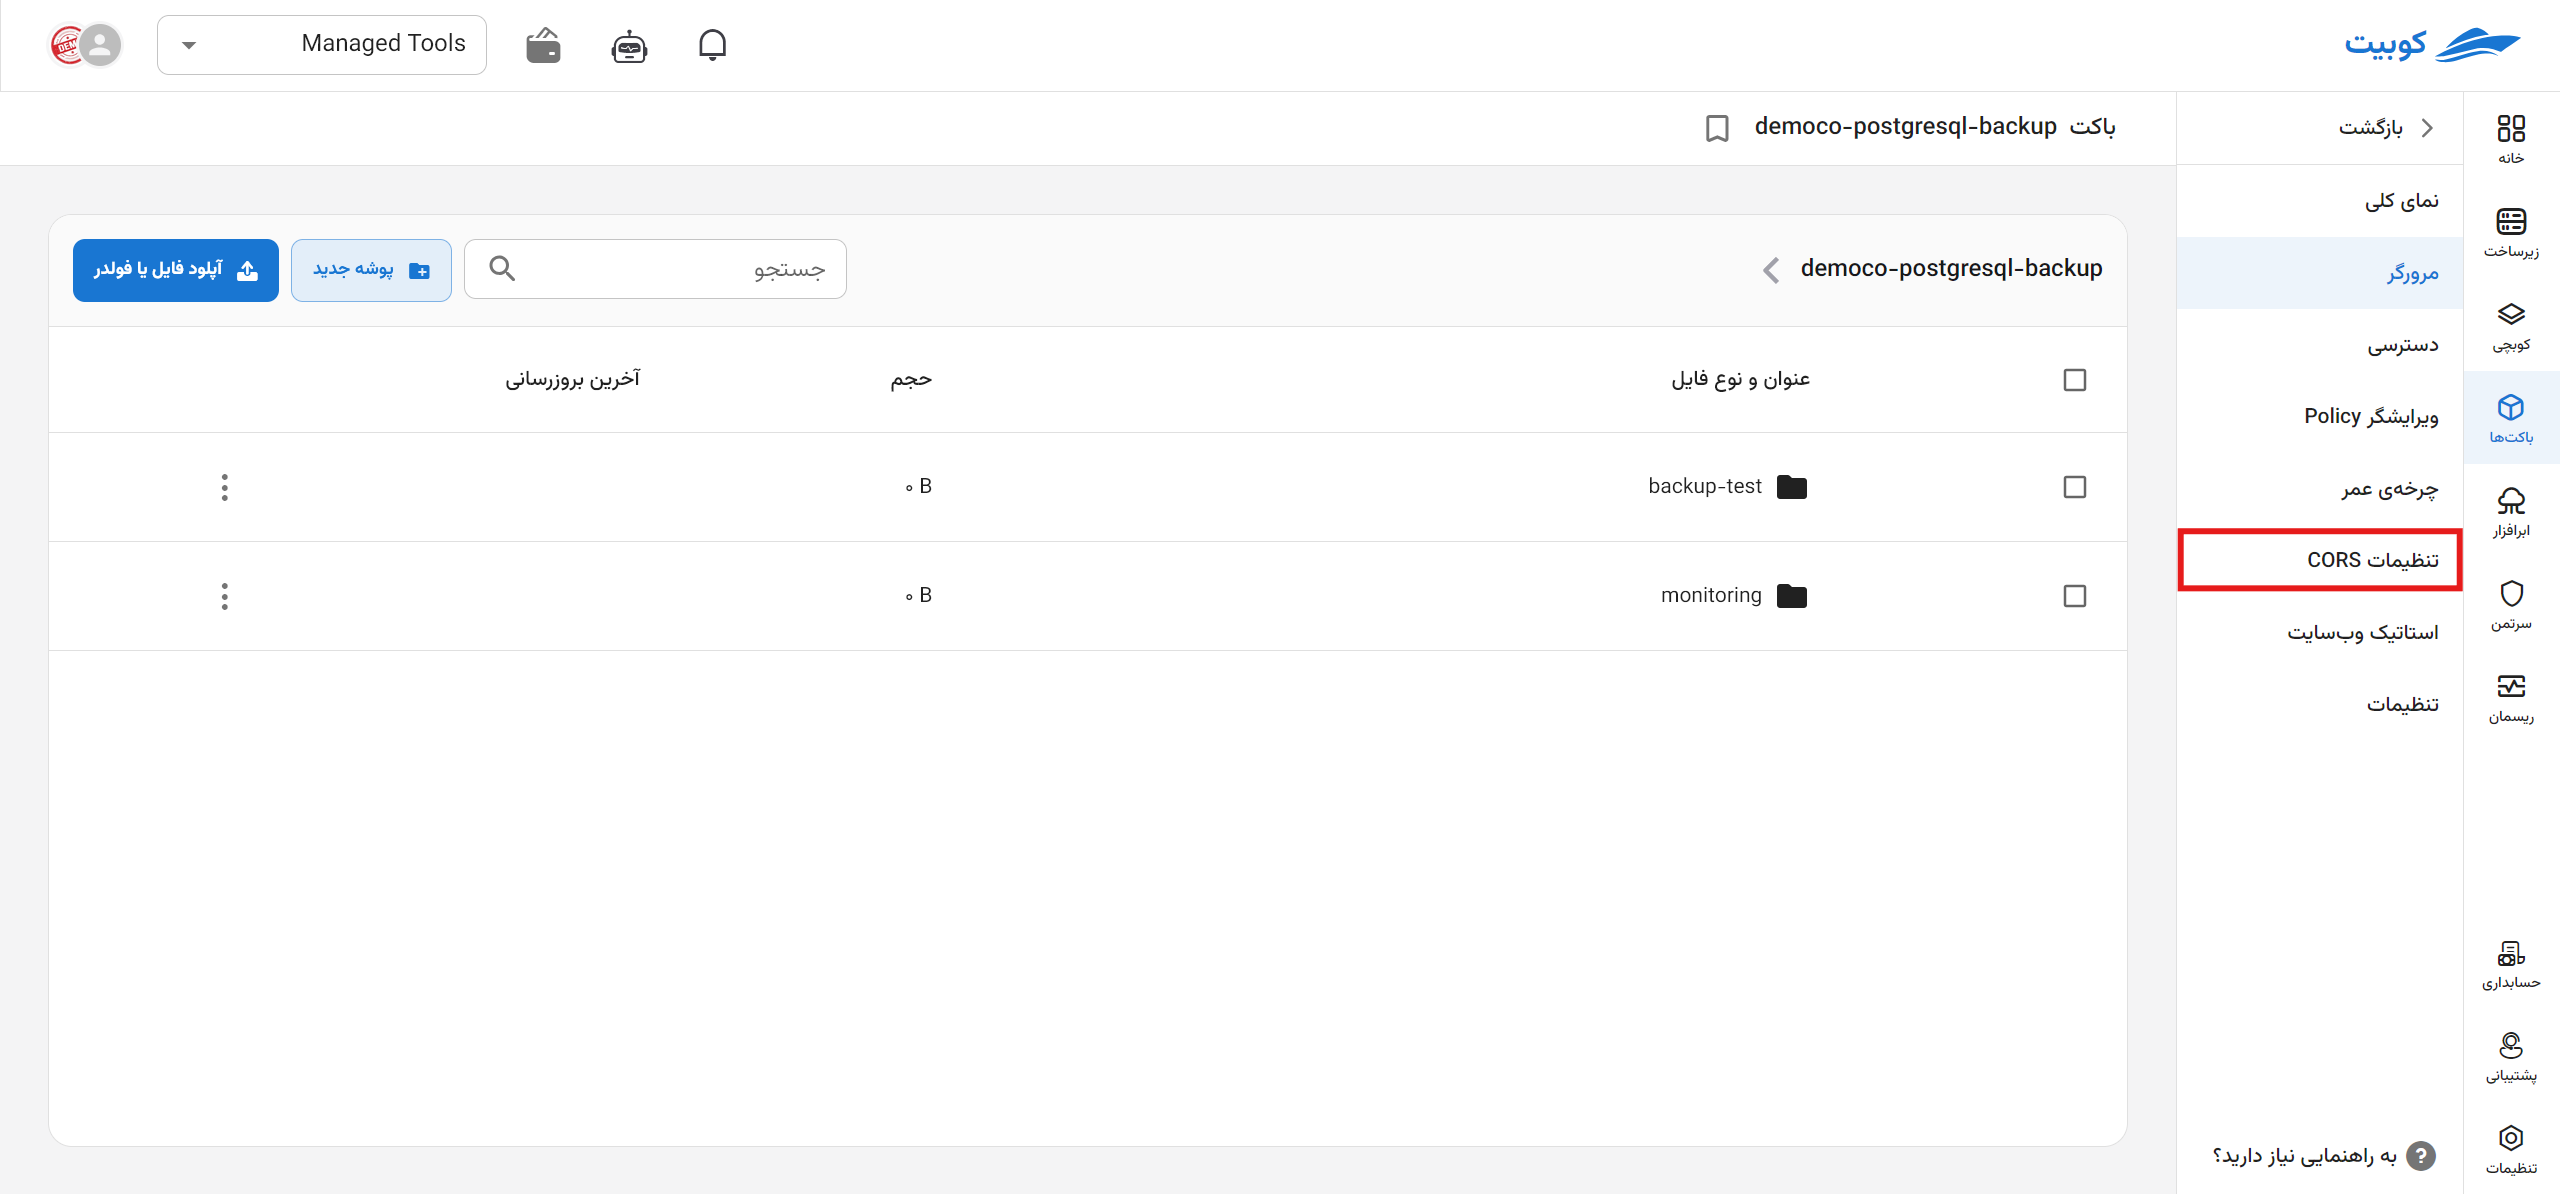 کوبیت
Managed Tools
خانه
زیرساخت
کوبچی
باکت‌ها
ابرافزار
سرتمن
ریسمان
حسابداری
پشتیبانی
تنظیمات
بازگشت
نمای کلی
مرورگر
دسترسی
ویرایشگر Policy
چرخه‌ی عمر
تنظیمات CORS
استاتیک وب‌سایت
تنظیمات
به راهنمایی نیاز دارید؟
باکت democo-postgresql-backup
democo-postgresql-backup
جستجو
پوشه جدید
آپلود فایل یا فولدر
عنوان و نوع فایل حجم آخرین بروزرسانی
backup-test ۰ B
monitoring ۰ B